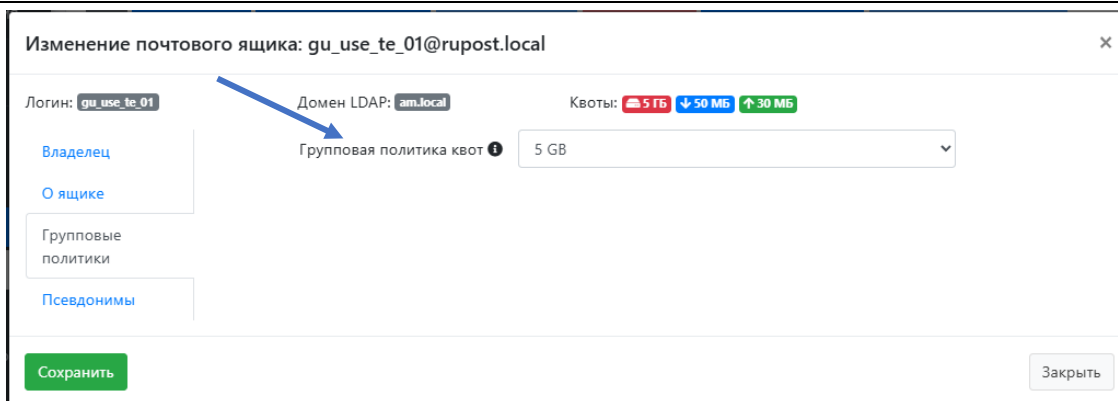 Изменение почтового ящика: gu_use_te_01@rupost.local ×
Логин: gu_use_te_01 Домен LDAP: am.local Квоты: 5 ГБ 50 МБ 30 МБ
Владелец
Групповая политика квот 5 GB
О ящике
Групповые
политики
Псевдонимы
Сохранить Закрыть